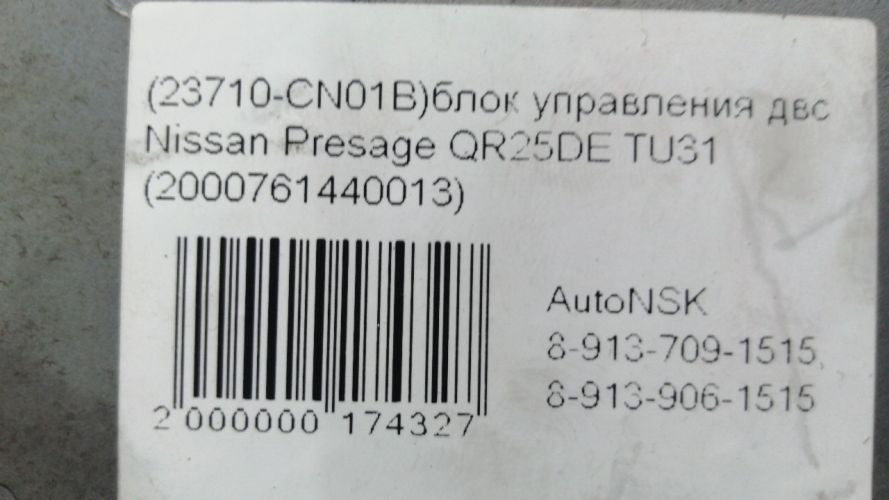 (23710-CN01B)блок управления двс
Nissan Presage QR25DE TU31
(2000761440013)
AutoNSK
8-913-709-1515,
8-913-906-1515
2 000000 174327